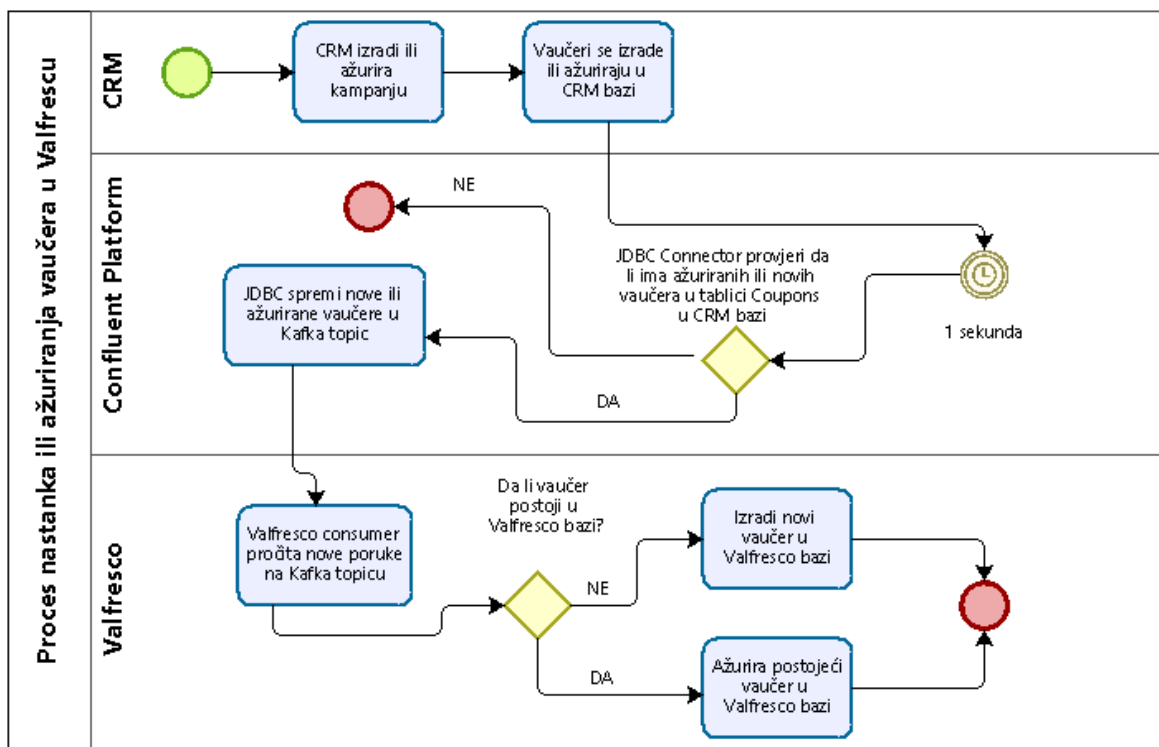 Proces nastanka ili ažuriranja vaučera u Valfrescu
CRM
CRM izradi ili
ažurira
kampanju
Vaučeri se izrade
ili ažuriraju u
CRM bazi
Confluent Platform
NE
JDBC Connector provjeri da
li ima ažuriranih ili novih
vaučera u tablici Coupons
u CRM bazi
1 sekunda
JDBC spremi nove ili
ažurirane vaučere u
Kafka topic
DA
Valfresco
Valfresco consumer
pročita nove poruke
na Kafka topicu
Da li vaučer
postoji u
Valfresco bazi?
NE
Izradi novi
vaučer u
Valfresco bazi
DA
Ažurira postojeći
vaučer u
Valfresco bazi